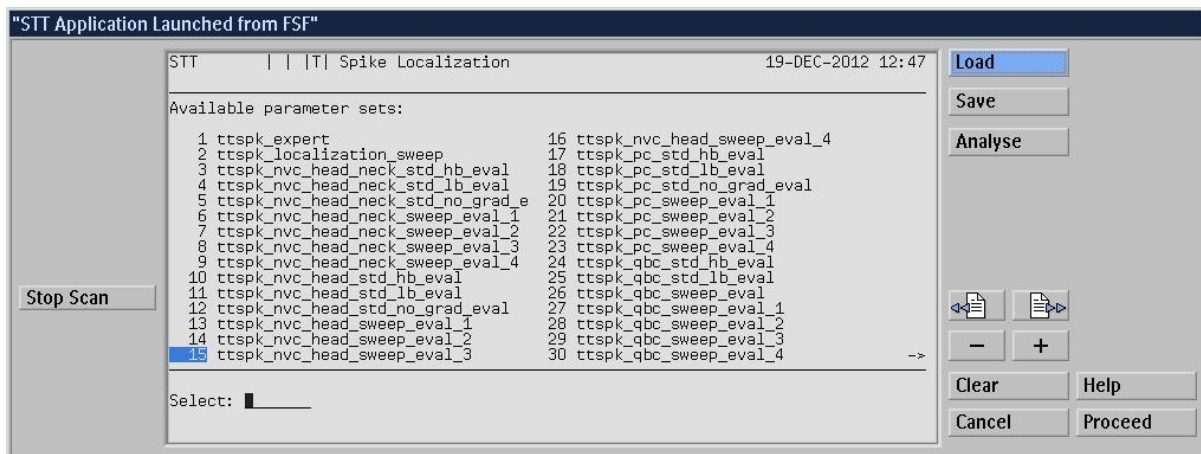 "STT Application Launched from FSF"
STT | | |T| Spike Localization 19-DEC-2012 12:47
Available parameter sets:
1 ttspk_expert
2 ttspk_localization_sweep
3 ttspk_nvc_head_neck_std_hb_eval
4 ttspk_nvc_head_neck_std_lb_eval
5 ttspk_nvc_head_neck_std_no_grad_e
6 ttspk_nvc_head_neck_sweep_eval_1
7 ttspk_nvc_head_neck_sweep_eval_2
8 ttspk_nvc_head_neck_sweep_eval_3
9 ttspk_nvc_head_neck_sweep_eval_4
10 ttspk_nvc_head_std_hb_eval
11 ttspk_nvc_head_std_lb_eval
12 ttspk_nvc_head_std_no_grad_eval
13 ttspk_nvc_head_sweep_eval_1
14 ttspk_nvc_head_sweep_eval_2
15 ttspk_nvc_head_sweep_eval_3
16 ttspk_nvc_head_sweep_eval_4
17 ttspk_pc_std_hb_eval
18 ttspk_pc_std_lb_eval
19 ttspk_pc_std_no_grad_eval
20 ttspk_pc_sweep_eval_1
21 ttspk_pc_sweep_eval_2
22 ttspk_pc_sweep_eval_3
23 ttspk_pc_sweep_eval_4
24 ttspk_qbc_std_hb_eval
25 ttspk_qbc_std_lb_eval
26 ttspk_qbc_sweep_eval
27 ttspk_qbc_sweep_eval_1
28 ttspk_qbc_sweep_eval_2
29 ttspk_qbc_sweep_eval_3
30 ttspk_qbc_sweep_eval_4 ->
Select:
Stop Scan
Load
Save
Analyse
− +
Clear Help
Cancel Proceed